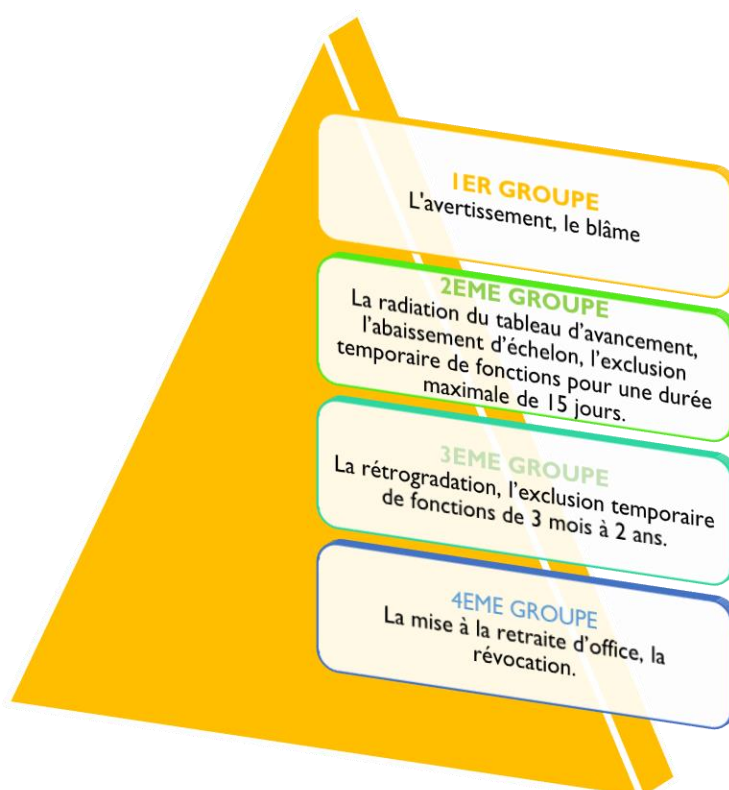 1ER GROUPE
L'avertissement, le blâme
2EME GROUPE
La radiation du tableau d'avancement,
l'abaissement d'échelon, l'exclusion
temporaire de fonctions pour une durée
maximale de 15 jours.
3EME GROUPE
La rétrogradation, l'exclusion temporaire
de fonctions de 3 mois à 2 ans.
4EME GROUPE
La mise à la retraite d'office, la
révocation.